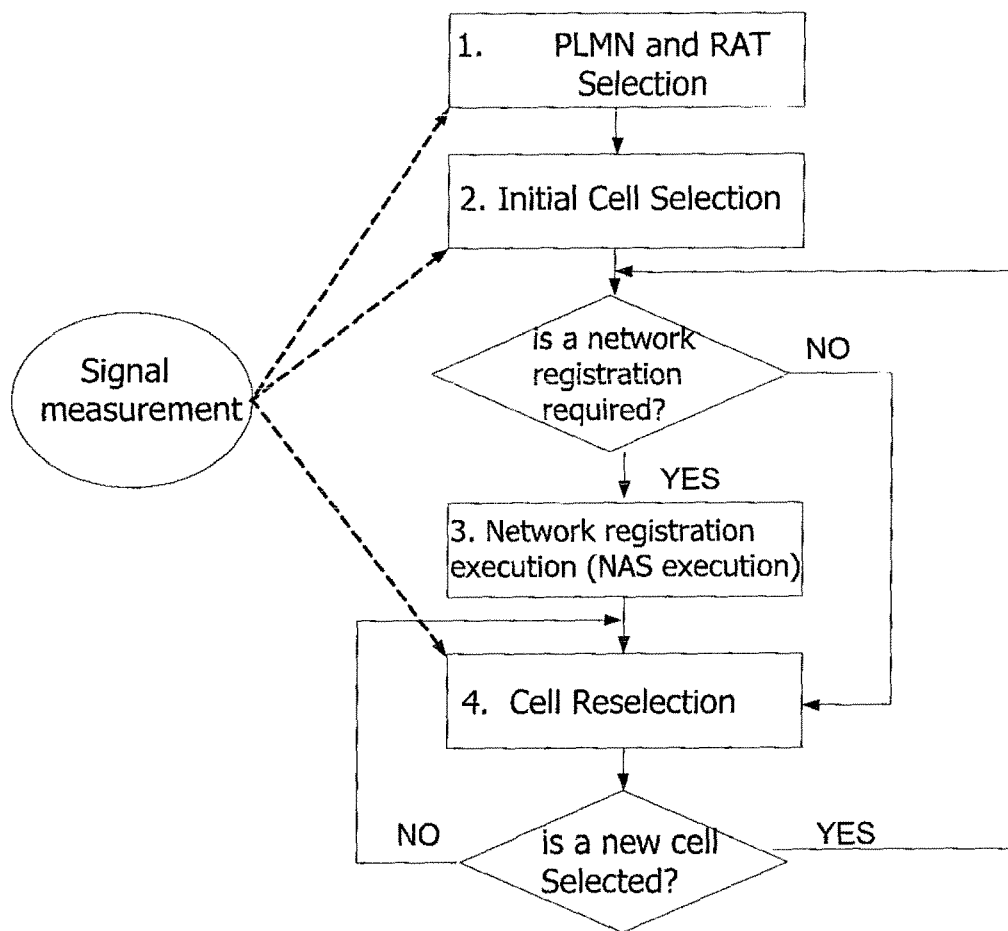 1. PLMN and RAT
Selection
2. Initial Cell Selection
is a network
registration
required?
NO
YES
Signal
measurement
3. Network registration
execution (NAS execution)
4. Cell Reselection
is a new cell
Selected?
NO
YES